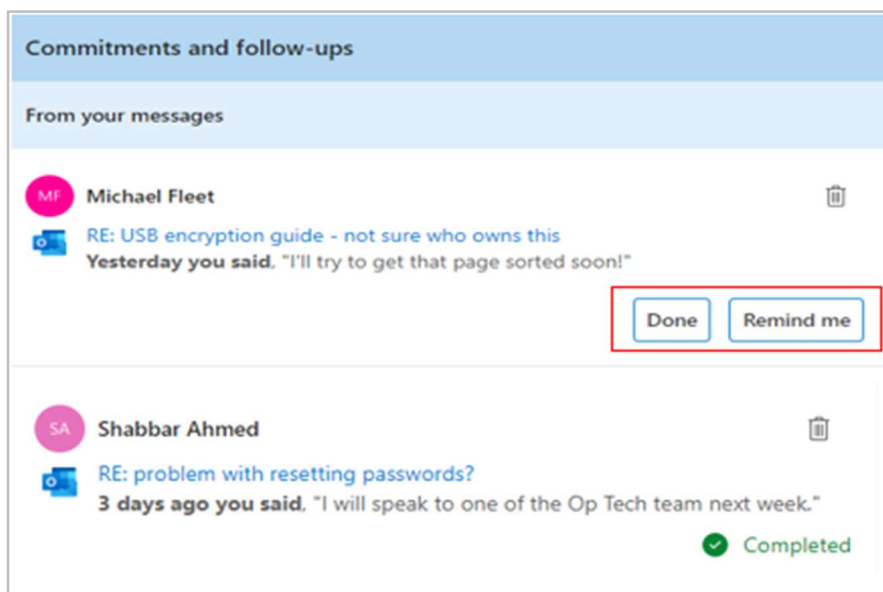 Commitments and follow-ups
From your messages
MF
Michael Fleet
RE: USB encryption guide - not sure who owns this
Yesterday you said, "I'll try to get that page sorted soon!"
Done
Remind me
SA
Shabbar Ahmed
RE: problem with resetting passwords?
3 days ago you said, "I will speak to one of the Op Tech team next week."
Completed